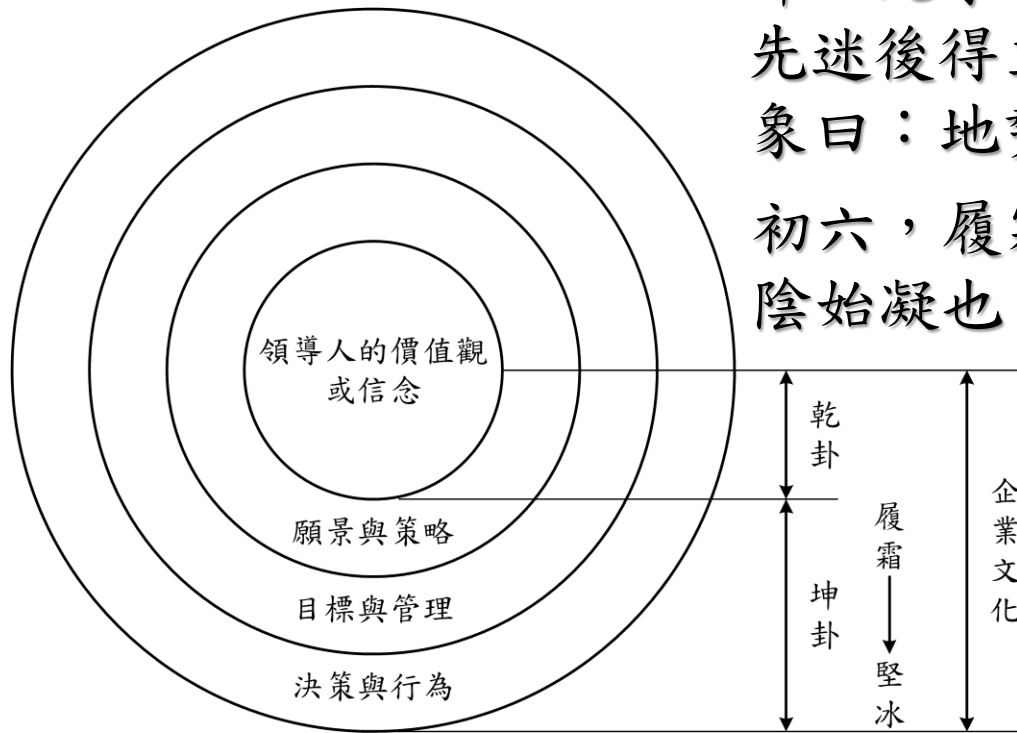 先迷後得
象曰：地
初六，履
陰始凝也
領導人的價值觀
或信念
願景與策略
目標與管理
決策與行為
乾卦
坤卦
履霜
堅冰
企業文化